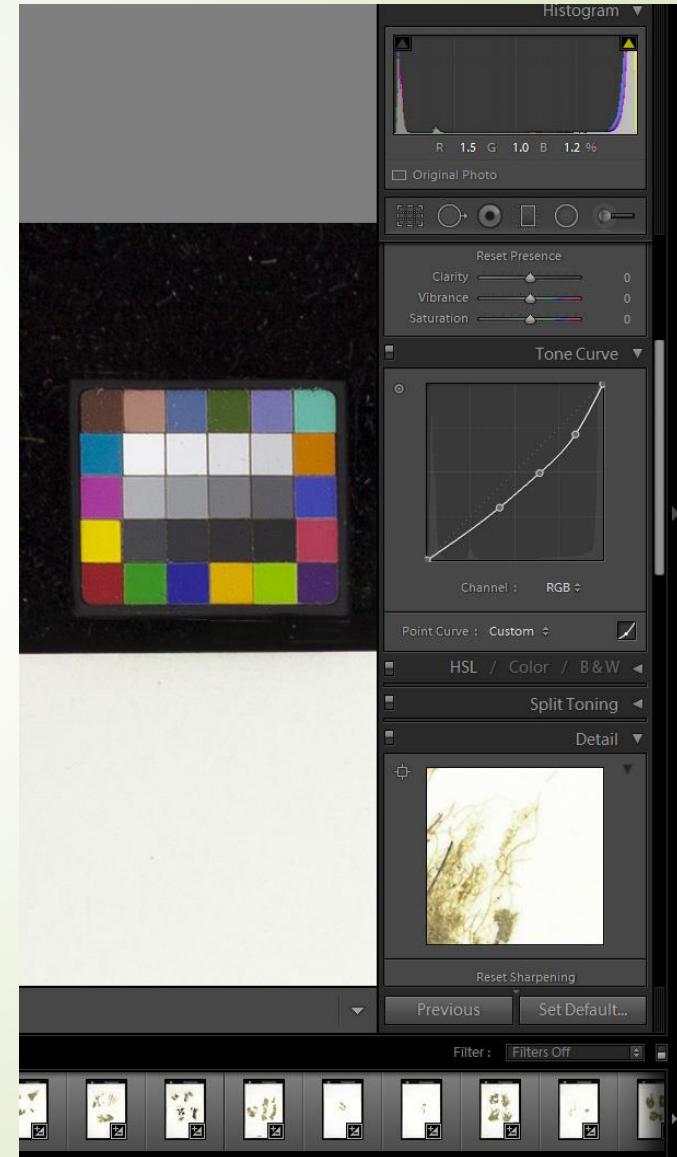 Histogram
R 1.5 G 1.0 B 1.2 %
Original Photo
Reset Presence
Clarity 0
Vibrance 0
Saturation 0
Tone Curve
Channel : RGB
Point Curve : Custom
HSL / Color / B&W
Split Toning
Detail
Reset Sharpening
Previous Set Default...
Filter : Filters Off